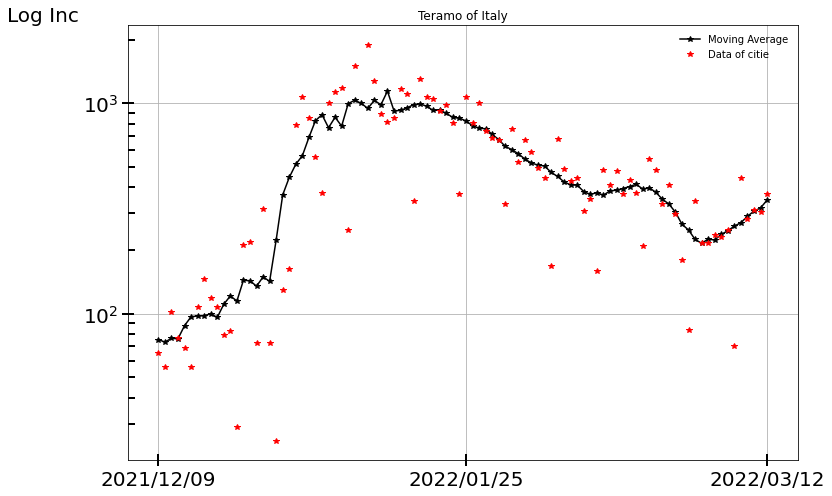 Log Inc
Teramo of Italy
Moving Average
Data of citie
10³
10²
2021/12/09
2022/01/25
2022/03/12